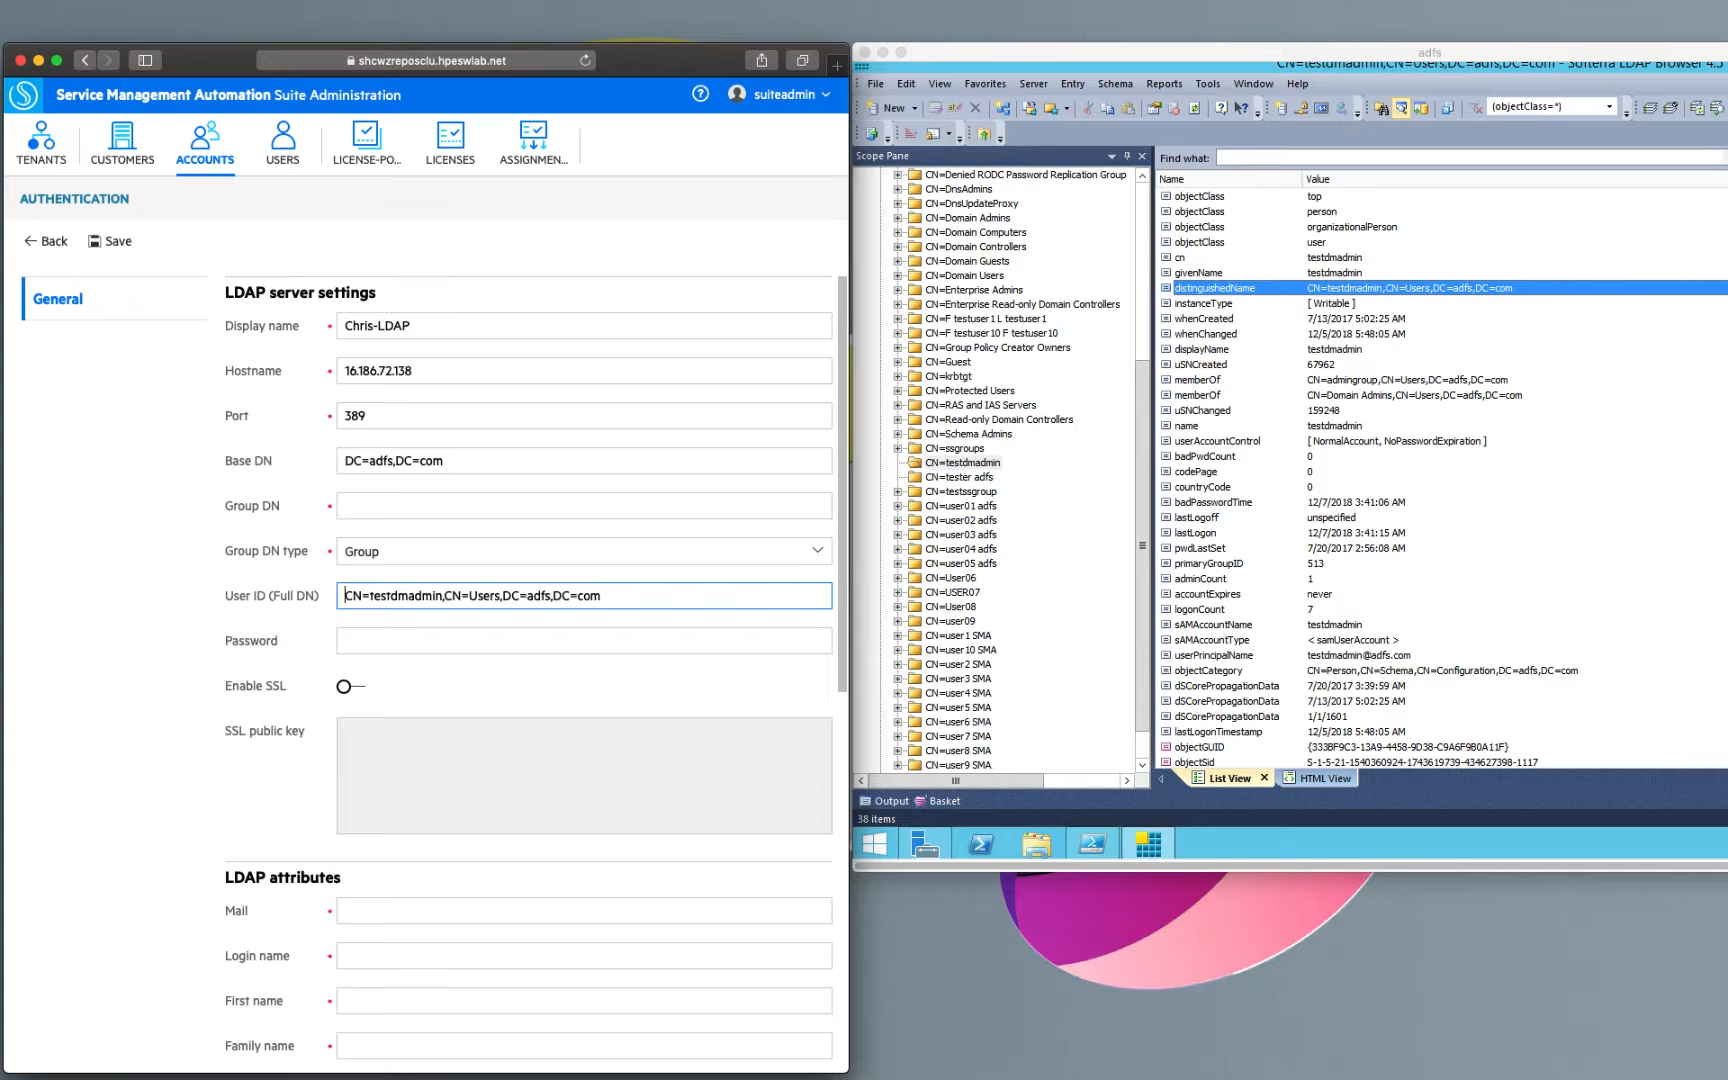 shcwzreposclu.hpeswlab.net
Service Management Automation Suite Administration
suiteadmin
TENANTS
CUSTOMERS
ACCOUNTS
USERS
LICENSE-PO...
LICENSES
ASSIGNMEN...
AUTHENTICATION
Back
Save
General
LDAP server settings
Display name
Chris-LDAP
Hostname
16.186.72.138
Port
389
Base DN
DC=adfs,DC=com
Group DN
Group DN type
Group
User ID (Full DN)
CN=testdmadmin,CN=Users,DC=adfs,DC=com
Password
Enable SSL
SSL public key
LDAP attributes
Mail
Login name
First name
Family name
adfs
CN=testdmadmin,CN=Users,DC=adfs,DC=com - Softerra LDAP Browser 4.5
File Edit View Favorites Server Entry Schema Reports Tools Window Help
New
(objectClass=*)
Scope Pane
CN=Denied RODC Password Replication Group
CN=DnsAdmins
CN=DnsUpdateProxy
CN=Domain Admins
CN=Domain Computers
CN=Domain Controllers
CN=Domain Guests
CN=Domain Users
CN=Enterprise Admins
CN=Enterprise Read-only Domain Controllers
CN=F testuser1 L testuser1
CN=F testuser10 F testuser10
CN=Group Policy Creator Owners
CN=Guest
CN=krbtgt
CN=Protected Users
CN=RAS and IAS Servers
CN=Read-only Domain Controllers
CN=Schema Admins
CN=ssgroups
CN=testdmadmin
CN=tester adfs
CN=testssgroup
CN=user01 adfs
CN=user02 adfs
CN=user03 adfs
CN=user04 adfs
CN=user05 adfs
CN=User06
CN=USER07
CN=User08
CN=user09
CN=user1 SMA
CN=user10 SMA
CN=user2 SMA
CN=user3 SMA
CN=user4 SMA
CN=user5 SMA
CN=user6 SMA
CN=user7 SMA
CN=user8 SMA
CN=user9 SMA
Find what:
Name Value
objectClass top
objectClass person
objectClass organizationalPerson
objectClass user
cn testdmadmin
givenName testdmadmin
distinguishedName CN=testdmadmin,CN=Users,DC=adfs,DC=com
instanceType [ Writable ]
whenCreated 7/13/2017 5:02:25 AM
whenChanged 12/5/2018 5:48:05 AM
displayName testdmadmin
uSNCreated 67962
memberOf CN=admingroup,CN=Users,DC=adfs,DC=com
memberOf CN=Domain Admins,CN=Users,DC=adfs,DC=com
uSNChanged 159248
name testdmadmin
userAccountControl [ NormalAccount, NoPasswordExpiration ]
badPwdCount 0
codePage 0
countryCode 0
badPasswordTime 12/7/2018 3:41:06 AM
lastLogoff unspecified
lastLogon 12/7/2018 3:41:15 AM
pwdLastSet 7/20/2017 2:56:08 AM
primaryGroupID 513
adminCount 1
accountExpires never
logonCount 7
sAMAccountName testdmadmin
sAMAccountType < samUserAccount >
userPrincipalName testdmadmin@adfs.com
objectCategory CN=Person,CN=Schema,CN=Configuration,DC=adfs,DC=com
dSCorePropagationData 7/20/2017 3:39:59 AM
dSCorePropagationData 7/13/2017 5:02:25 AM
dSCorePropagationData 1/1/1601
lastLogonTimestamp 12/5/2018 5:48:05 AM
objectGUID {333BF9C3-13A9-4458-9D38-C9A6F9B0A11F}
objectSid S-1-5-21-1540360924-1743619739-434627398-1117
List View
HTML View
Output Basket
38 items